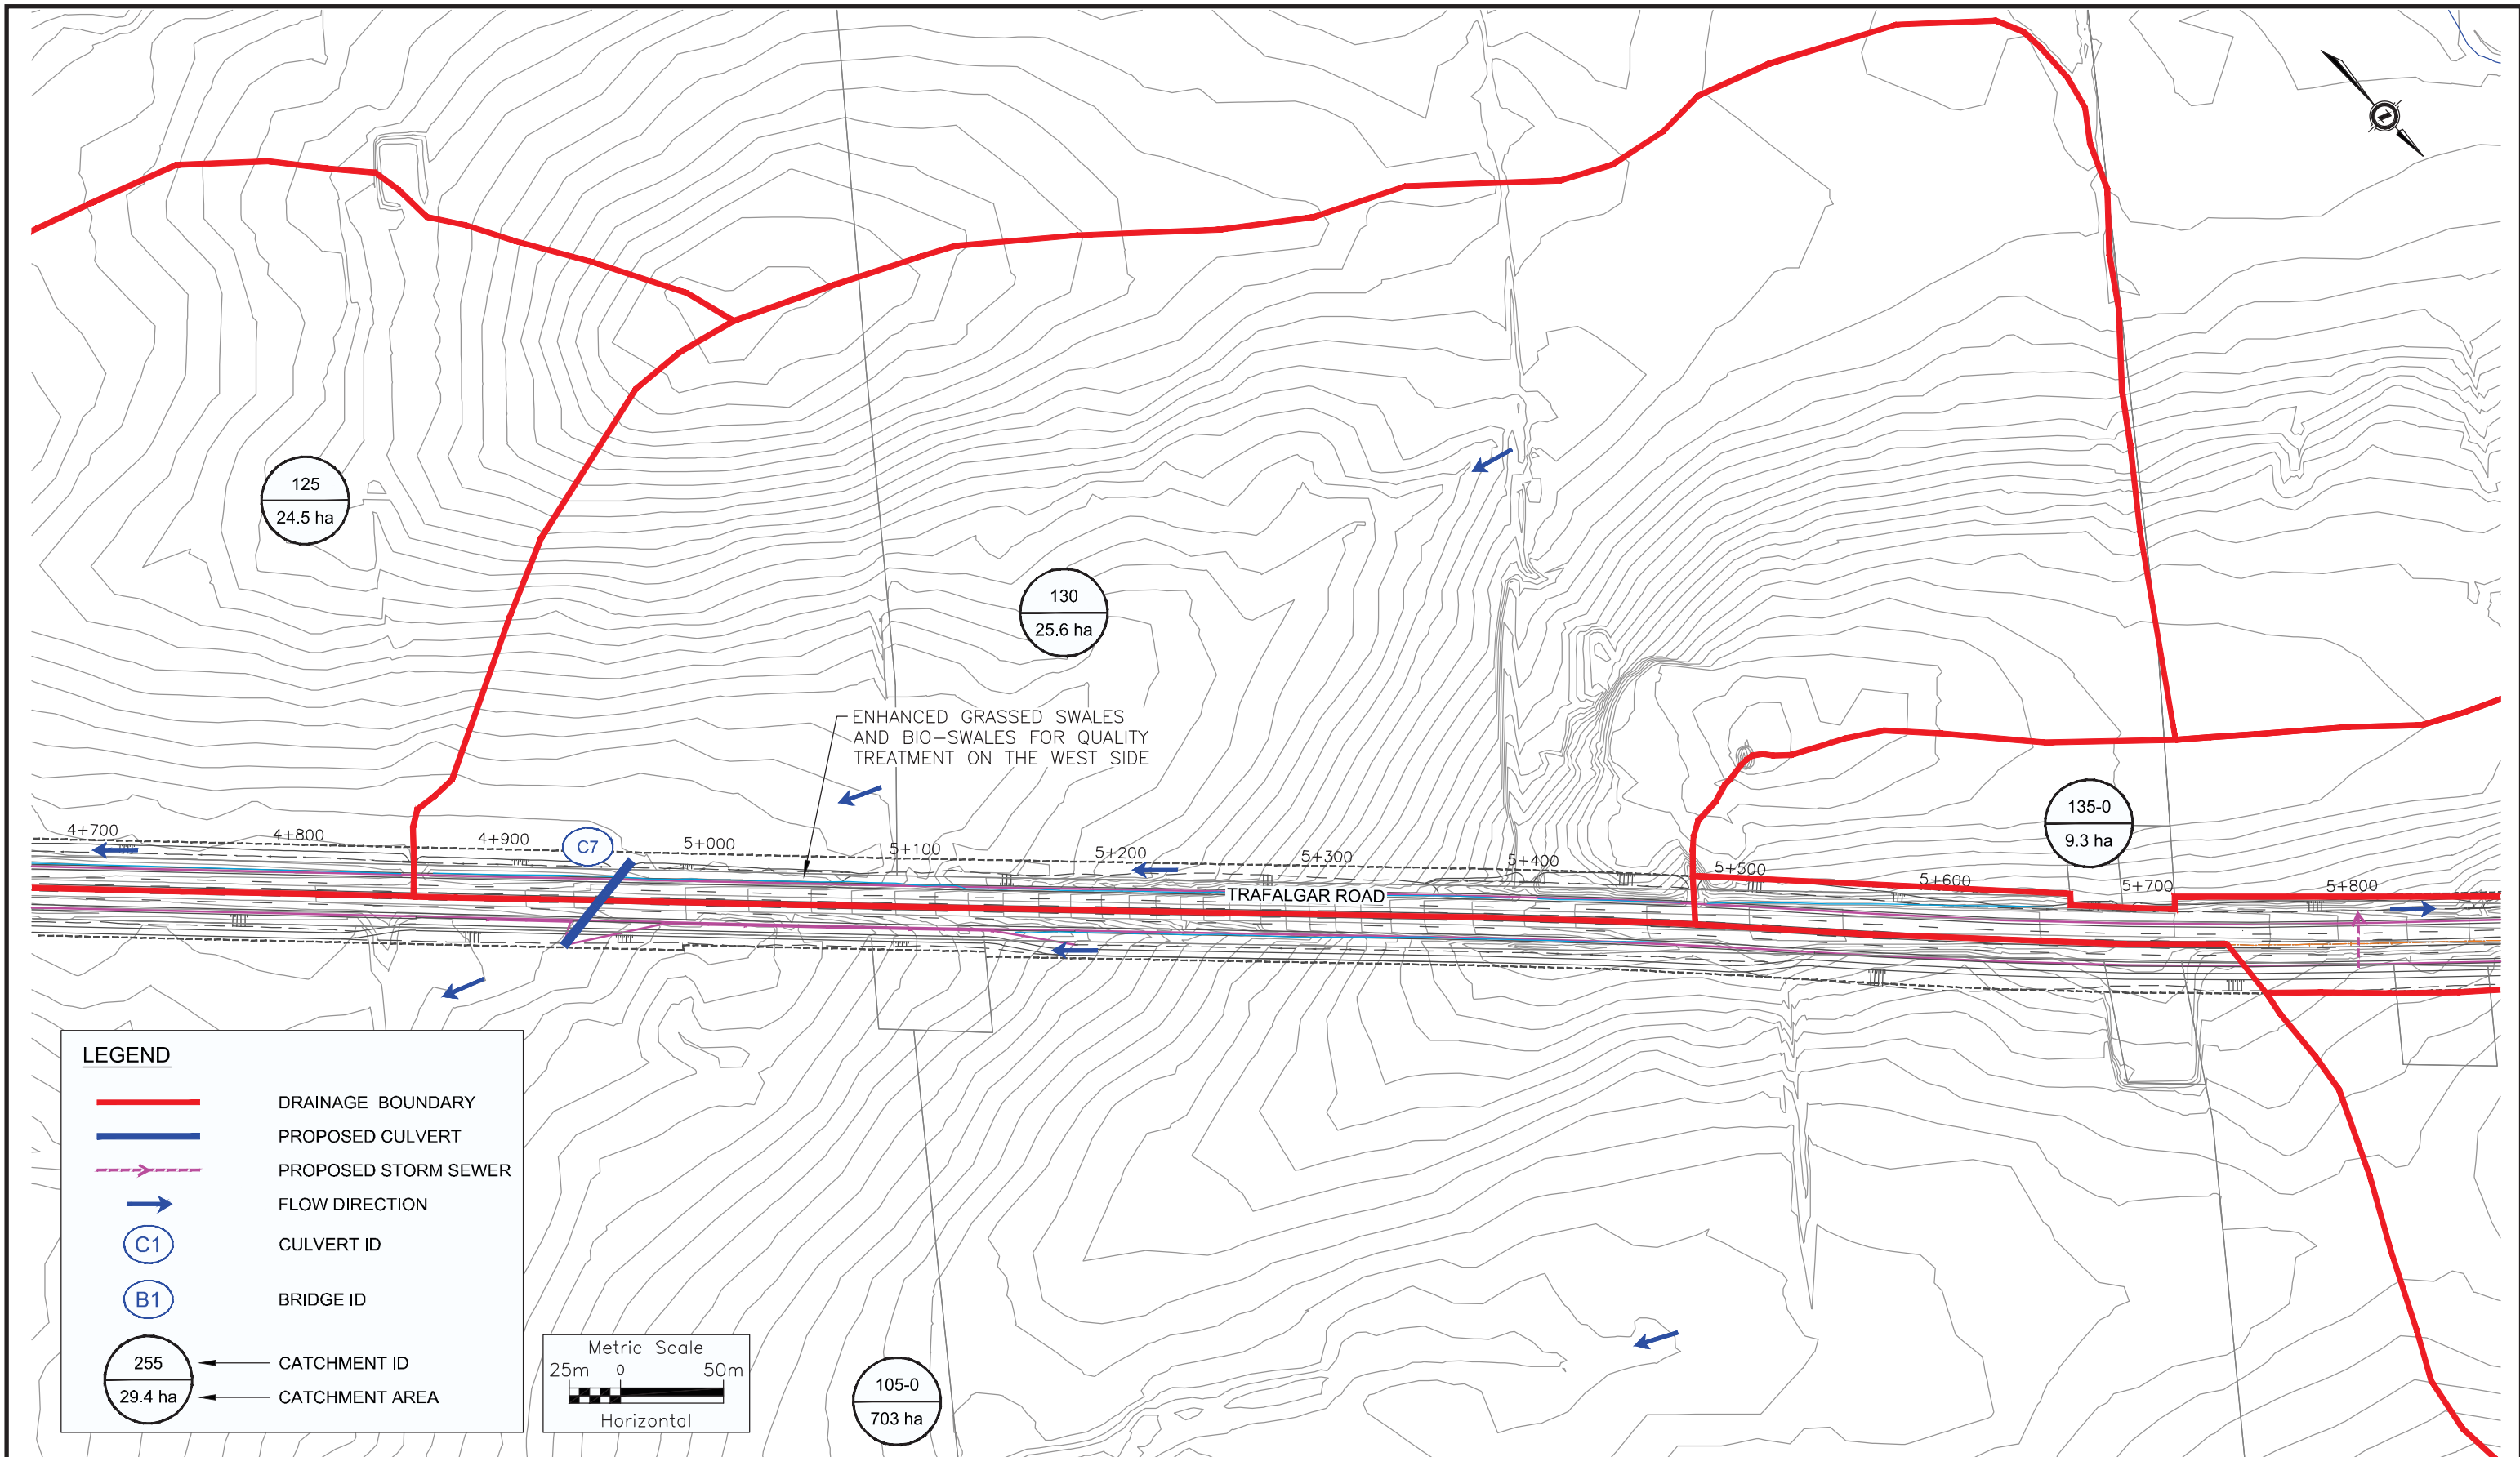 125
24.5 ha
130
25.6 ha
ENHANCED GRASSED SWALES
AND BIO-SWALES FOR QUALITY
TREATMENT ON THE WEST SIDE
135-0
9.3 ha
4+700
4+800
4+900
C7
5+000
5+100
5+200
5+300
5+400
5+500
5+600
5+700
5+800
TRAFALGAR ROAD
LEGEND
DRAINAGE BOUNDARY
PROPOSED CULVERT
PROPOSED STORM SEWER
FLOW DIRECTION
C1 CULVERT ID
B1 BRIDGE ID
255 CATCHMENT ID
29.4 ha CATCHMENT AREA
Metric Scale
25m 0 50m
Horizontal
105-0
703 ha
Z